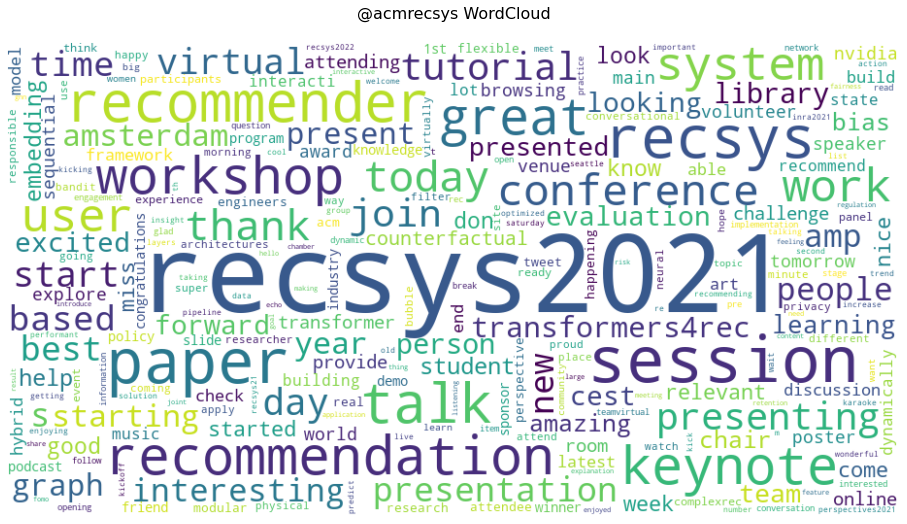 @acmrecsys WordCloud
time
think
happy
big
recsys2022
virtual
attending
tutorial
1st
flexible
meet
practice
look
important
system
network
nvidia
action
read
model
use
women
participants
interactive
welcome
interacti
lot
browsing
main
build
responsible
embedding
sequential
recommender
virtually
great
looking
library
conversational
volunteer
state
fairness
list
inra2021
bias
speaker
amsterdam
question
cool
program
present
award
knowledge
framework
morning
presented
open
venue
seattle
know
able
recommend
regulation
panel
kicking
bandit
engagement
workshop
th
experience
engineers
way
group
filter
rec
today
site
optimized
saturday
conference
recsys
hope
work
implementation
talking
feeling
second
user
insight
glad
layers
thank
acm
join
don
evaluation
challenge
nice
excited
going
miss
congratulations
architectures
industry
dynamic
counterfactual
tweet
ready
happening
neural
topic
art
tomorrow
minute
stage
trend
amp
start
explore
introduce
super
taking
chamber
hello
data
making
echo
recsys2021
bubble
break
end
risk
re
recommending
pre
privacy
increase
people
need
content
different
based
performant
policy
pipeline
forward
researcher
slide
goal
transformer
year
person
perspective
transformers4rec
proud
learning
best
help
event
getting
result
hybrid
information
coming
solution
joint
paper
check
apply
recsys21
building
provide
demo
old
thing
real
student
sponsor
talk
new
large
cest
place
community
session
wait
relevant
discussion
want
dynamically
starting
s
enjoying
share
good
podcast
follow
opening
fomo
graph
friend
kickoff
music
day
started
world
application
live
learn
item
listening
attend
amazing
room
teamvirtual
meeting
watch
kick
chair
presenting
retention
m
karaoke
poster
wonderful
interested
come
recommendation
interesting
modular
physical
predict
attendee
research
presentation
winner
explanation
enjoyed
latest
week
complexrec
keynote
team
number
feature
conversation
online
perspectives2021